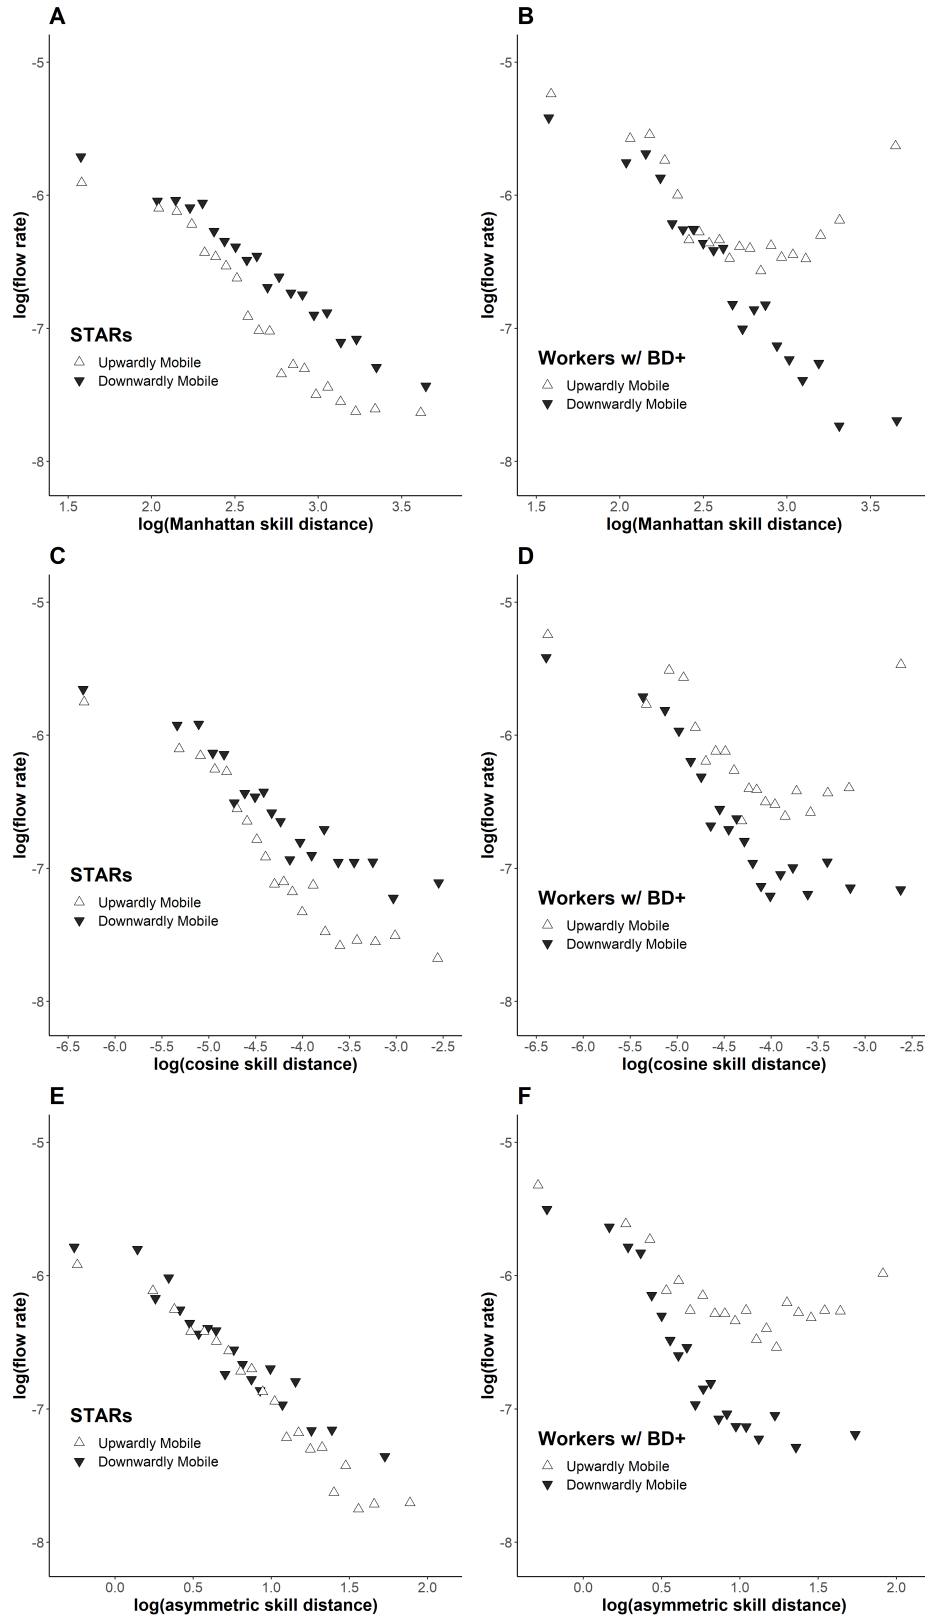 A
B
-5
-6
-7
-8
log(flow rate)
STARs
Upwardly Mobile
Downwardly Mobile
1.5 2.0 2.5 3.0 3.5
log(Manhattan skill distance)
-5
-6
-7
-8
log(flow rate)
Workers w/ BD+
Upwardly Mobile
Downwardly Mobile
1.5 2.0 2.5 3.0 3.5
log(Manhattan skill distance)
C
D
-5
-6
-7
-8
log(flow rate)
STARs
Upwardly Mobile
Downwardly Mobile
-6.5 -6.0 -5.5 -5.0 -4.5 -4.0 -3.5 -3.0 -2.5
log(cosine skill distance)
-5
-6
-7
-8
log(flow rate)
Workers w/ BD+
Upwardly Mobile
Downwardly Mobile
-6.5 -6.0 -5.5 -5.0 -4.5 -4.0 -3.5 -3.0 -2.5
log(cosine skill distance)
E
F
-5
-6
-7
-8
log(flow rate)
STARs
Upwardly Mobile
Downwardly Mobile
0.0 0.5 1.0 1.5 2.0
log(asymmetric skill distance)
-5
-6
-7
-8
log(flow rate)
Workers w/ BD+
Upwardly Mobile
Downwardly Mobile
0.0 0.5 1.0 1.5 2.0
log(asymmetric skill distance)